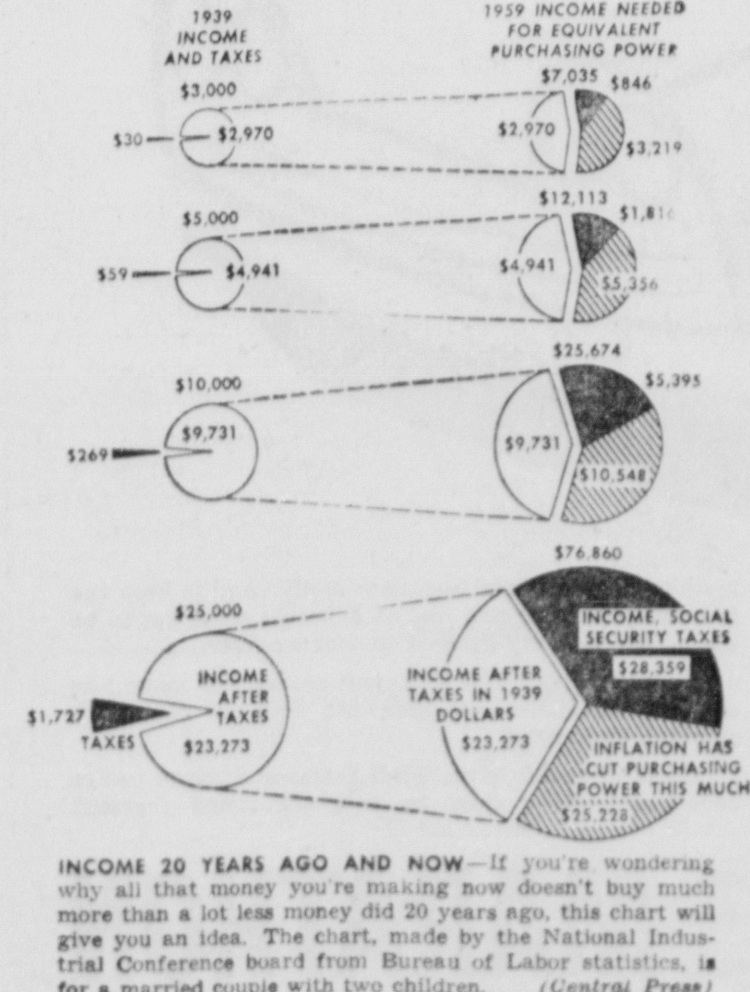 1939
INCOME
AND TAXES
1959 INCOME NEEDED
FOR EQUIVALENT
PURCHASING POWER
$3,000
$30
$2,970
$7,035
$846
$2,970
$3,219
$5,000
$59
$4,941
$12,113
$1,816
$4,941
$5,356
$10,000
$9,731
$269
$25,674
$5,395
$9,731
$10,548
$25,000
INCOME
AFTER
TAXES
$23,273
$1,727
TAXES
$76,860
INCOME, SOCIAL
SECURITY TAXES
$28,359
INCOME AFTER
TAXES IN 1939
DOLLARS
$23,273
INFLATION HAS
CUT PURCHASING
POWER THIS MUCH
$25,228
INCOME 20 YEARS AGO AND NOW—If you're wondering
why all that money you're making now doesn't buy much
more than a lot less money did 20 years ago, this chart will
give you an idea. The chart, made by the National Indus-
trial Conference board from Bureau of Labor statistics, is
for a married couple with two children. (Central Press)